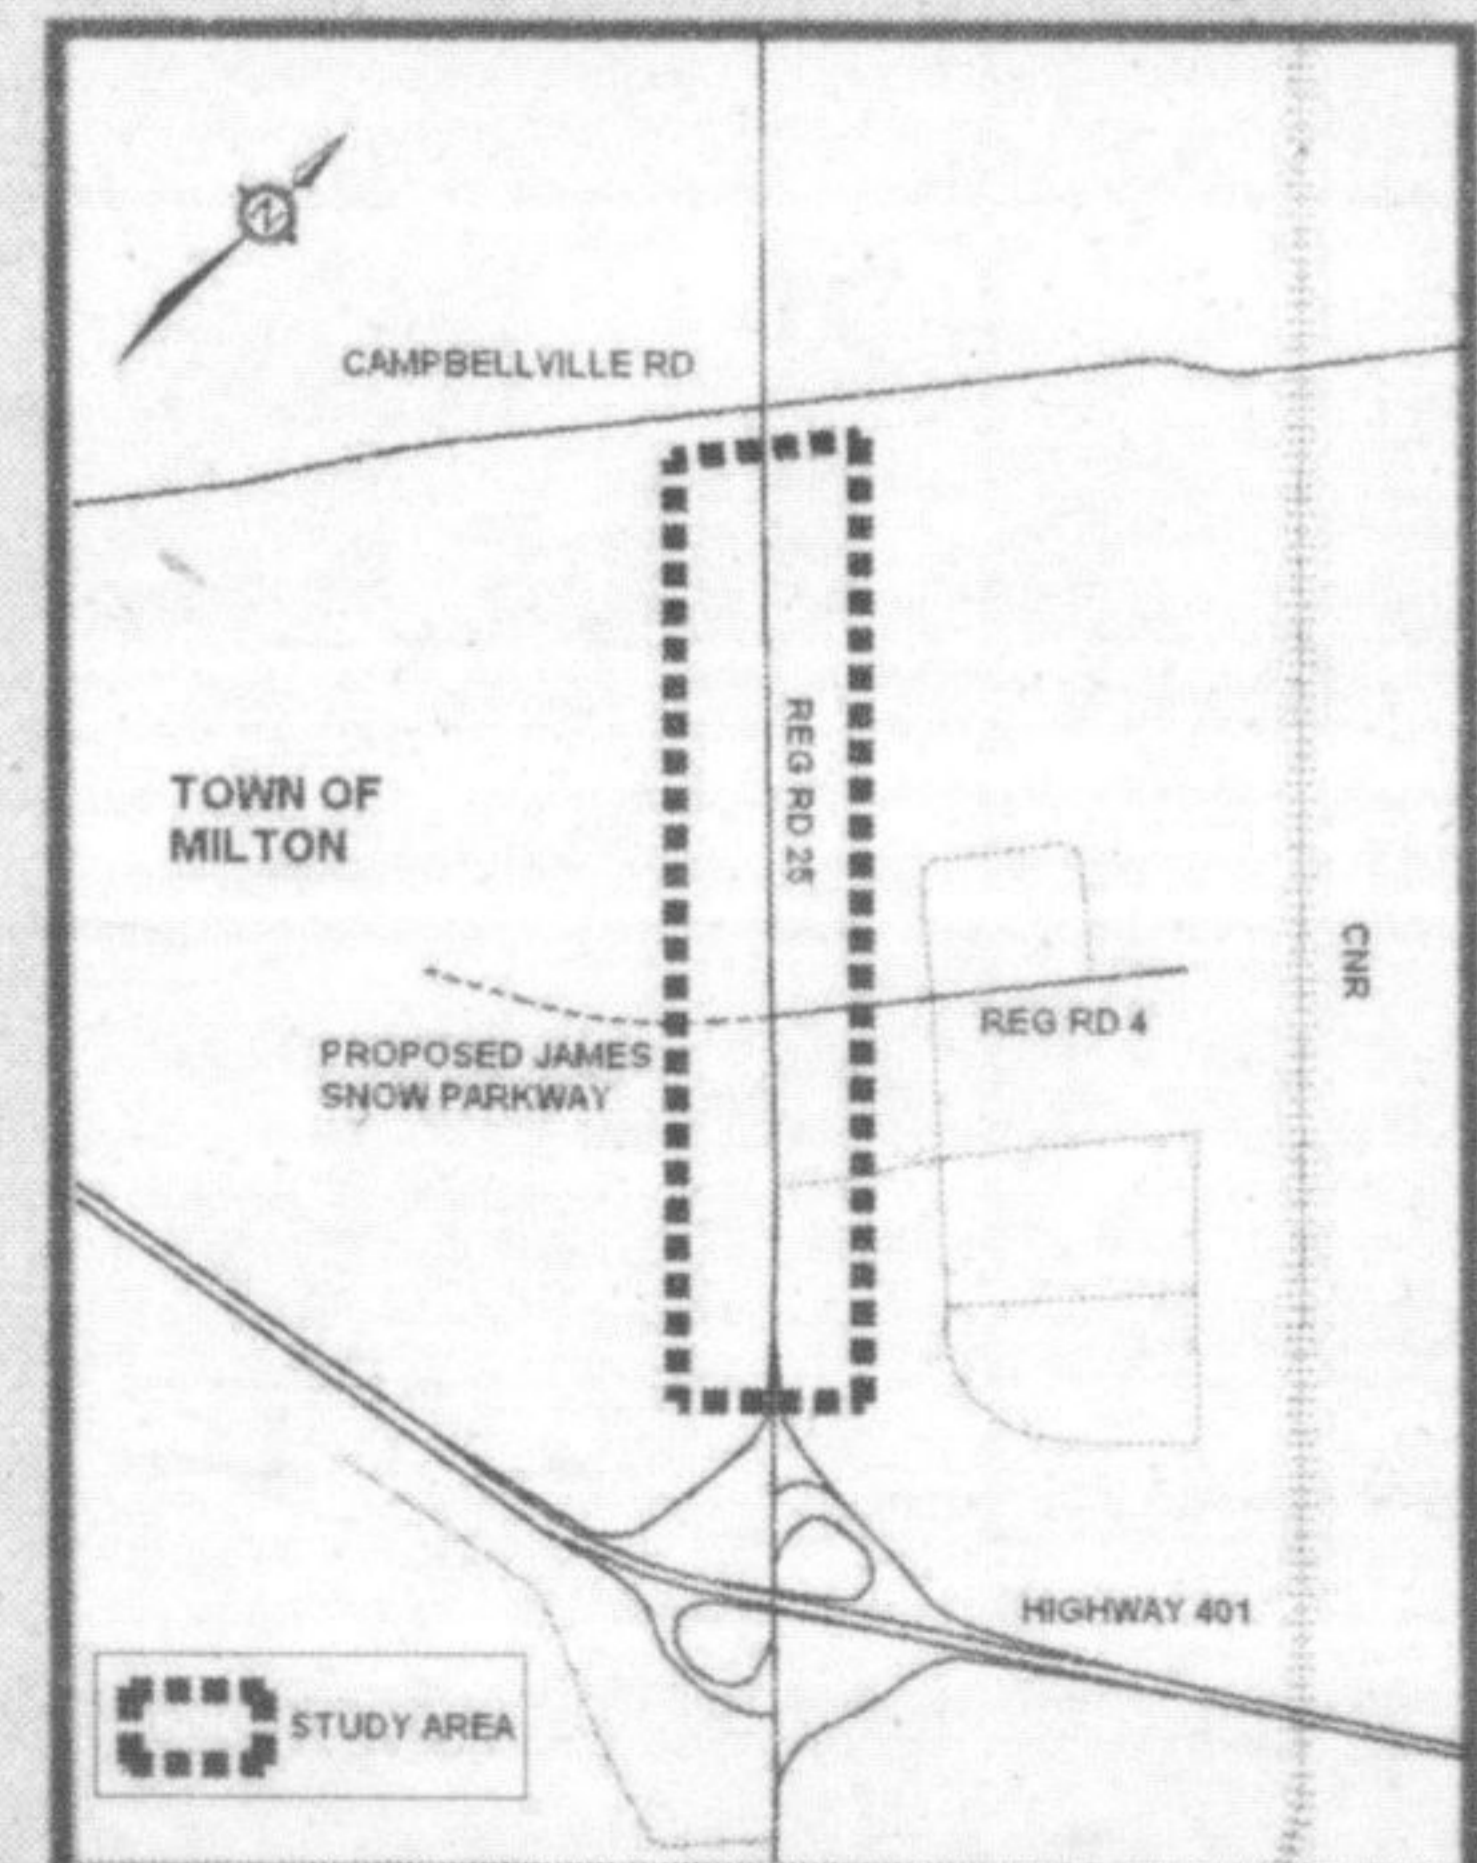 N
CAMPBELLVILLE RD
REG RD 25
TOWN OF
MILTON
CNR
REG RD 4
PROPOSED JAMES
SNOW PARKWAY
HIGHWAY 401
STUDY AREA